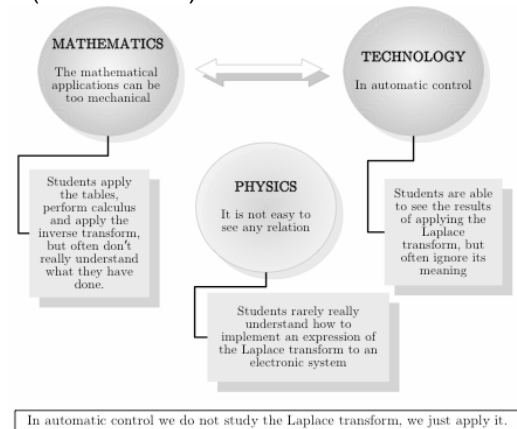 MATHEMATICS
The mathematical
applications can be
too mechanical
TECHNOLOGY
In automatic control
Students apply
the tables,
perform calculus
and apply the
inverse transform,
but often don't
really understand
what they have
done.
PHYSICS
It is not easy to
see any relation
Students are able
to see the results
of applying the
Laplace
transform, but
often ignore its
meaning
Students rarely really
understand how to
implement an expression of
the Laplace transform to an
electronic system
In automatic control we do not study the Laplace transform, we just apply it.